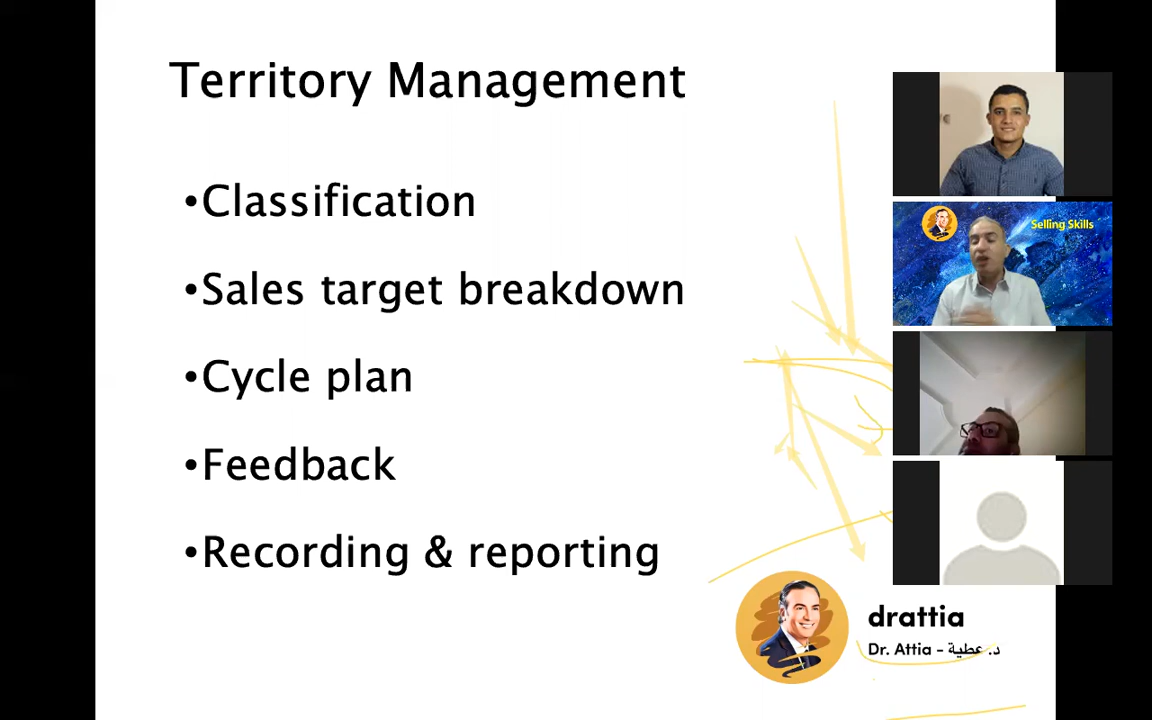 Territory Management
•Classification
•Sales target breakdown
•Cycle plan
•Feedback
•Recording & reporting
Selling Skills
drattia
Dr. Attia - د. عطية